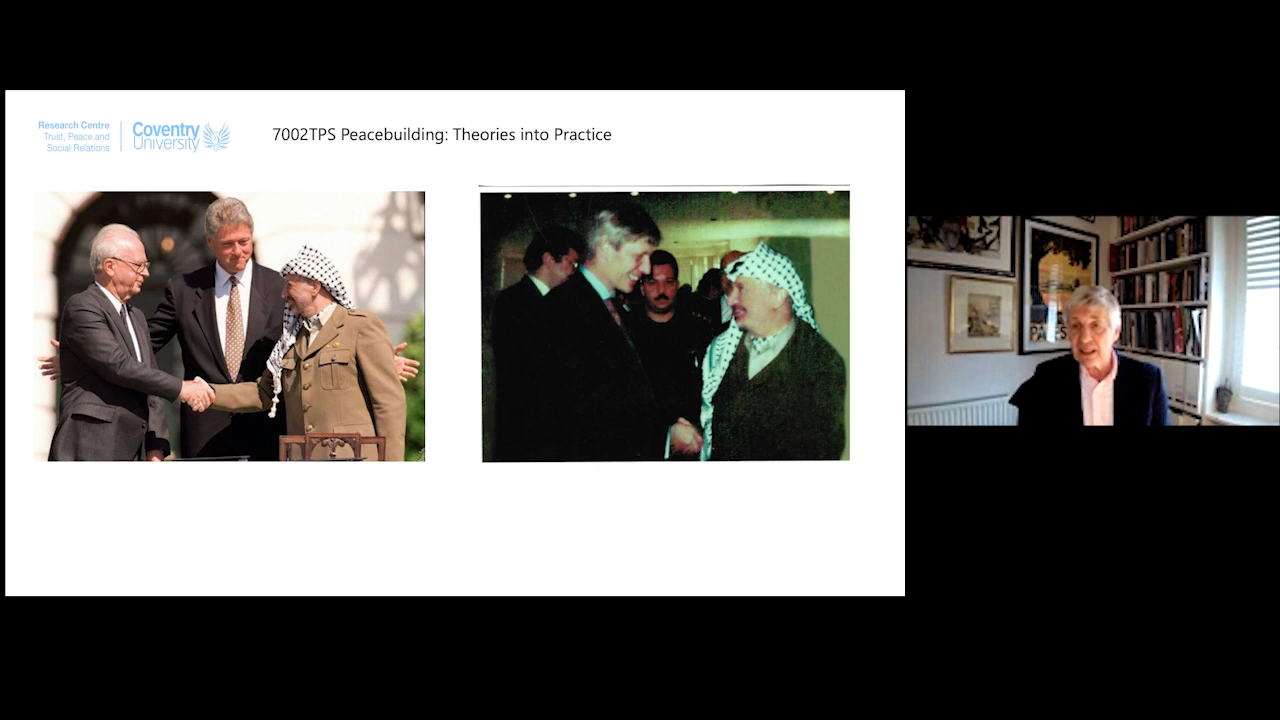 Research Centre
Trust, Peace and
Social Relations
Coventry
University
7002TPS Peacebuilding: Theories into Practice